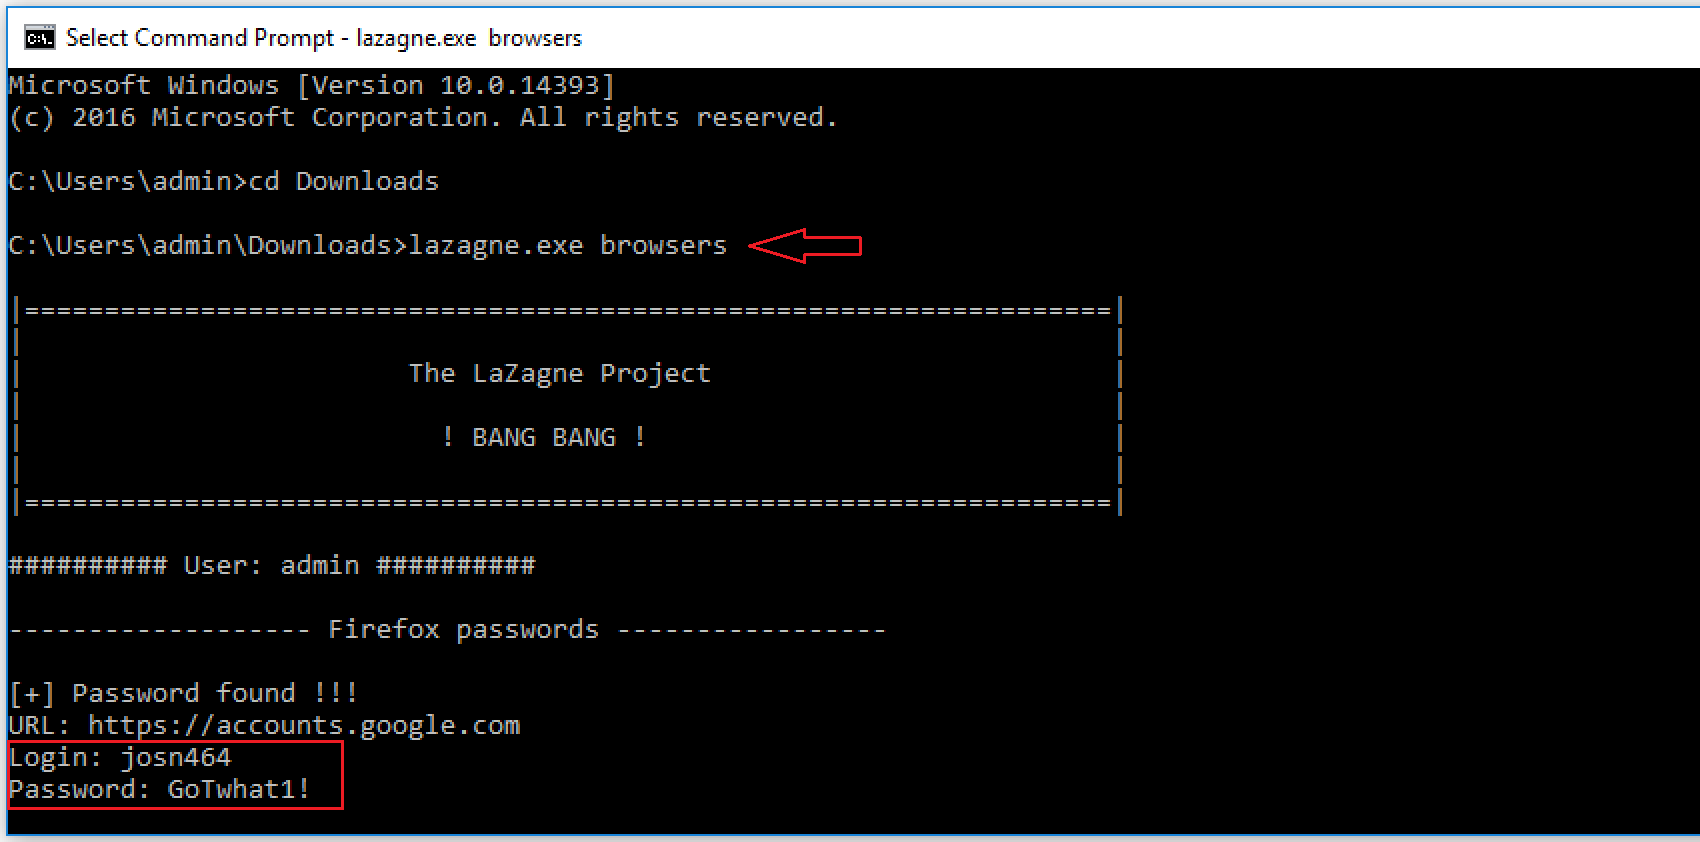 Select Command Prompt - lazagne.exe  browsers
Microsoft Windows [Version 10.0.14393]
(c) 2016 Microsoft Corporation. All rights reserved.
C:\Users\admin>cd Downloads
C:\Users\admin\Downloads>lazagne.exe browsers
|====================================================================|
The LaZagne Project
! BANG BANG !
|====================================================================|
########## User: admin ##########
------------------- Firefox passwords -----------------
[+] Password found !!!
URL: https://accounts.google.com
Login: josn464
Password: GoTwhat1!